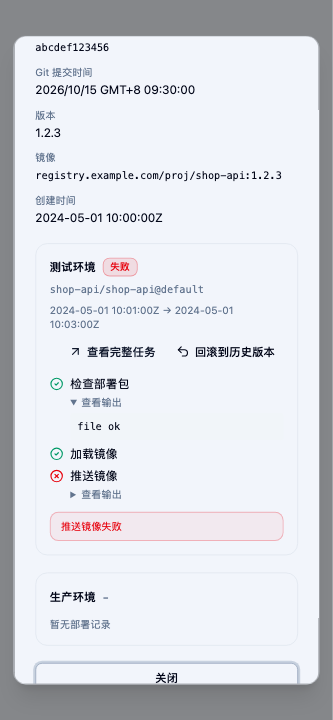 abcdef123456
Git 提交时间
2026/10/15 GMT+8 09:30:00
版本
1.2.3
镜像
registry.example.com/proj/shop-api:1.2.3
创建时间
2024-05-01 10:00:00Z
测试环境 失败
shop-api/shop-api@default
2024-05-01 10:01:00Z → 2024-05-01
10:03:00Z
查看完整任务 回滚到历史版本
检查部署包
▼ 查看输出
file ok
加载镜像
推送镜像
▶ 查看输出
推送镜像失败
生产环境 –
暂无部署记录
关闭